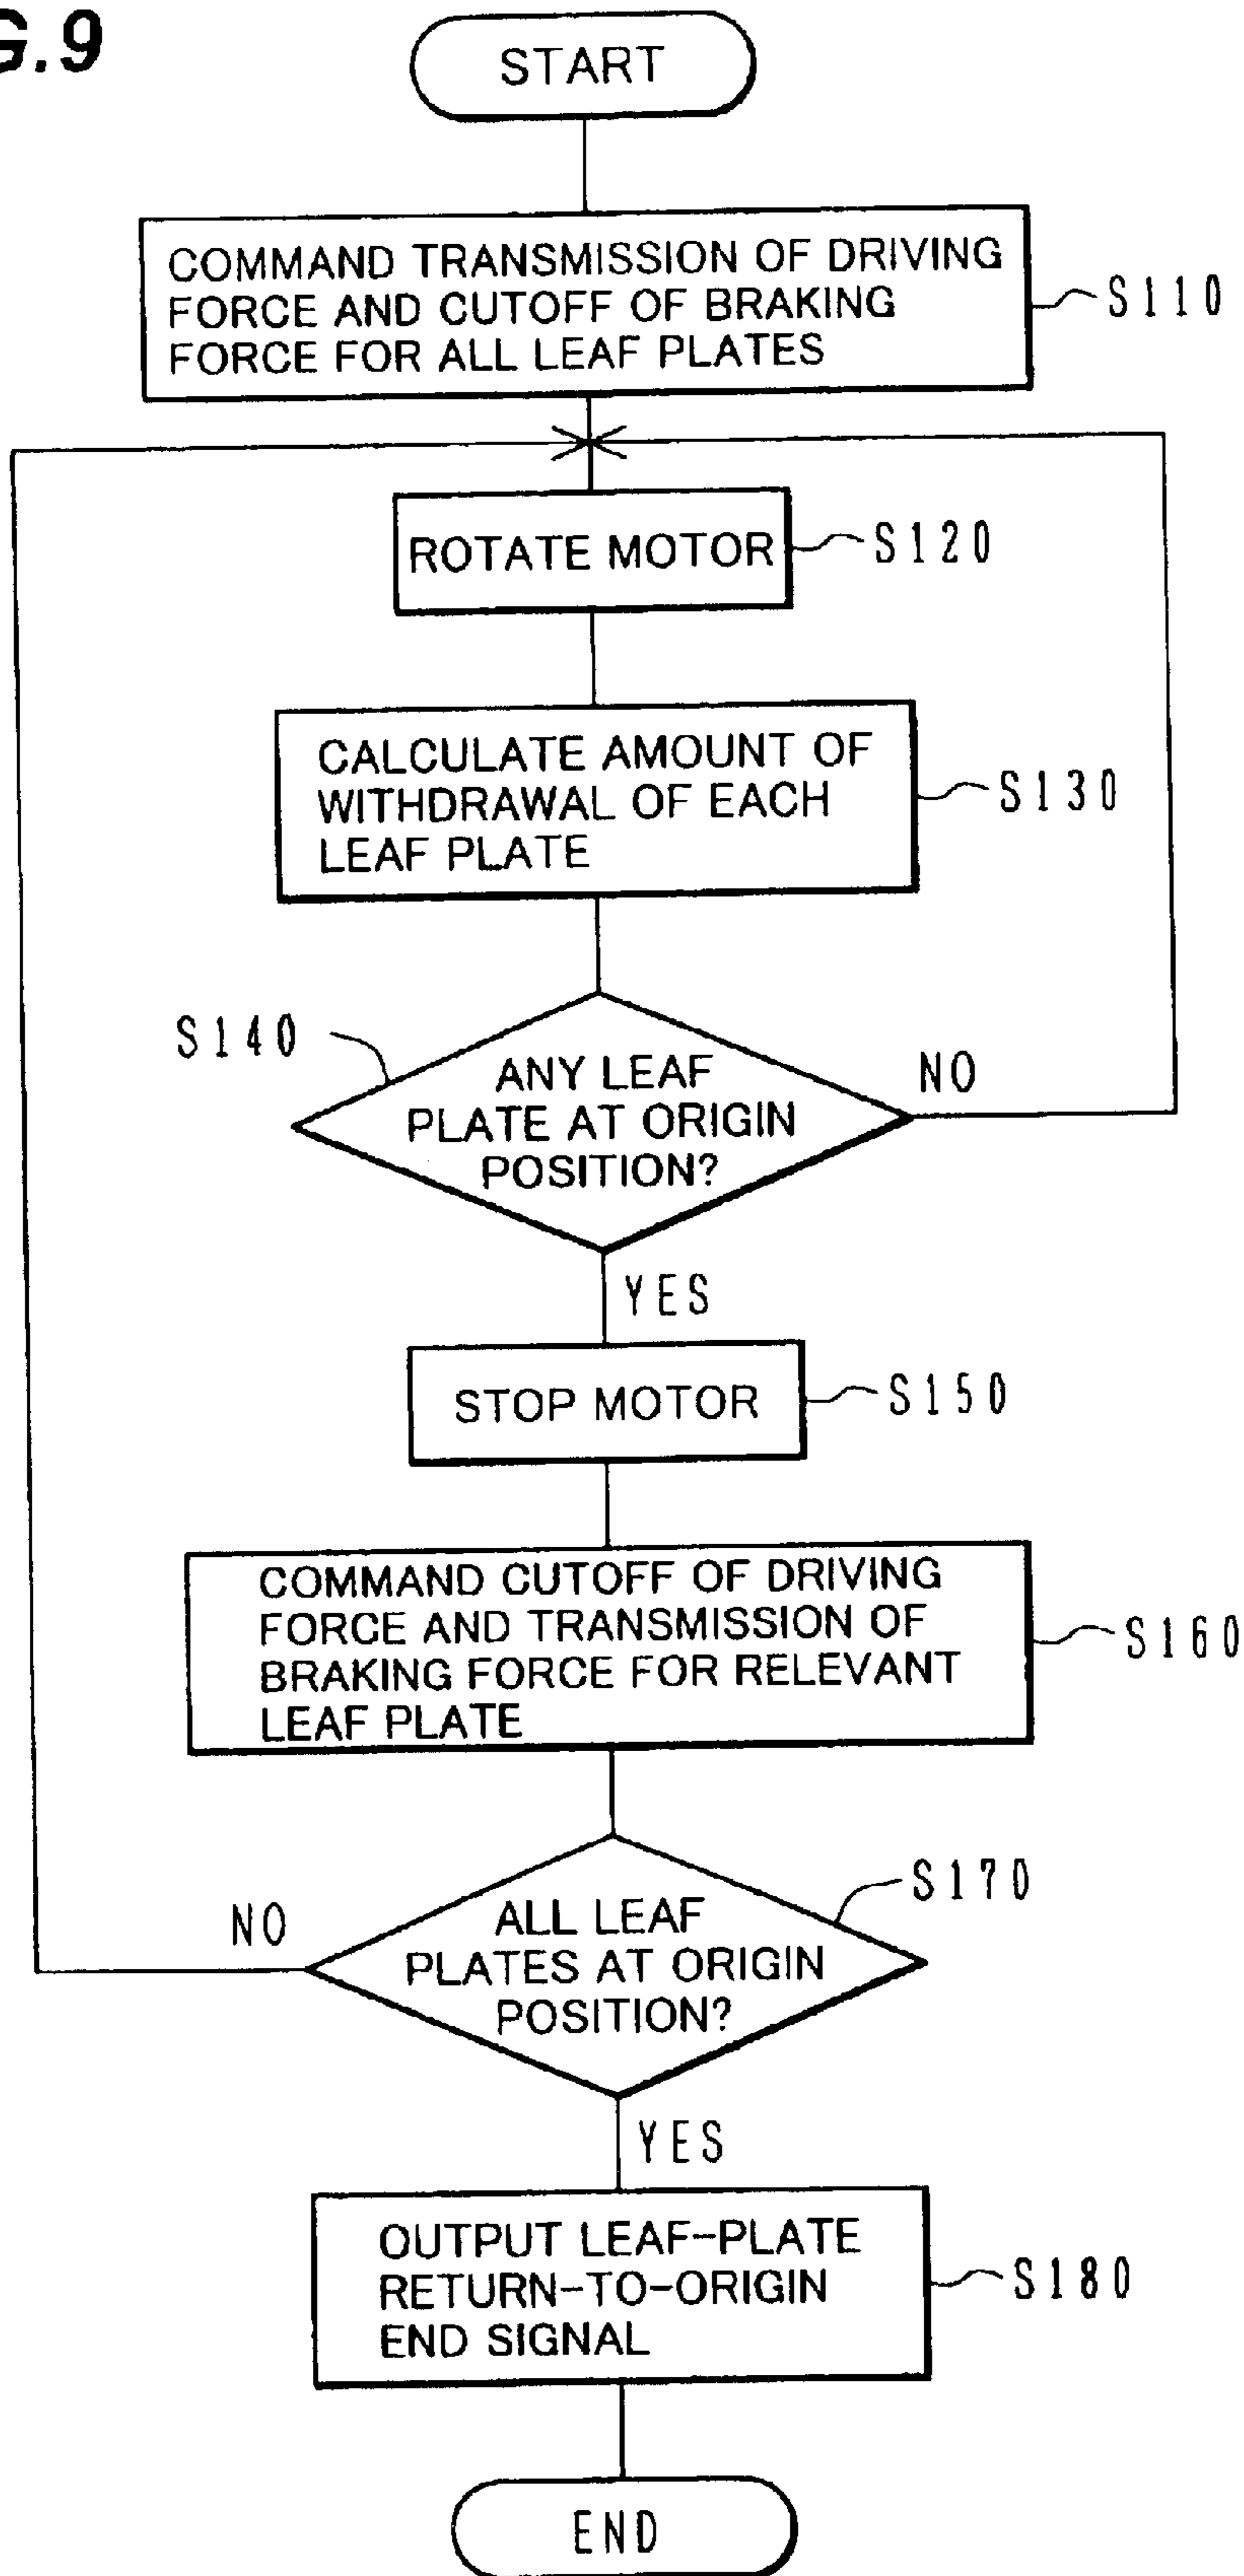 G.9
START
COMMAND TRANSMISSION OF DRIVING
FORCE AND CUTOFF OF BRAKING
FORCE FOR ALL LEAF PLATES
S110
ROTATE MOTOR
S120
CALCULATE AMOUNT OF
WITHDRAWAL OF EACH
LEAF PLATE
S130
S140
ANY LEAF
PLATE AT ORIGIN
POSITION?
NO
YES
STOP MOTOR
S150
COMMAND CUTOFF OF DRIVING
FORCE AND TRANSMISSION OF
BRAKING FORCE FOR RELEVANT
LEAF PLATE
S160
S170
NO
ALL LEAF
PLATES AT ORIGIN
POSITION?
YES
OUTPUT LEAF-PLATE
RETURN-TO-ORIGIN
END SIGNAL
S180
END